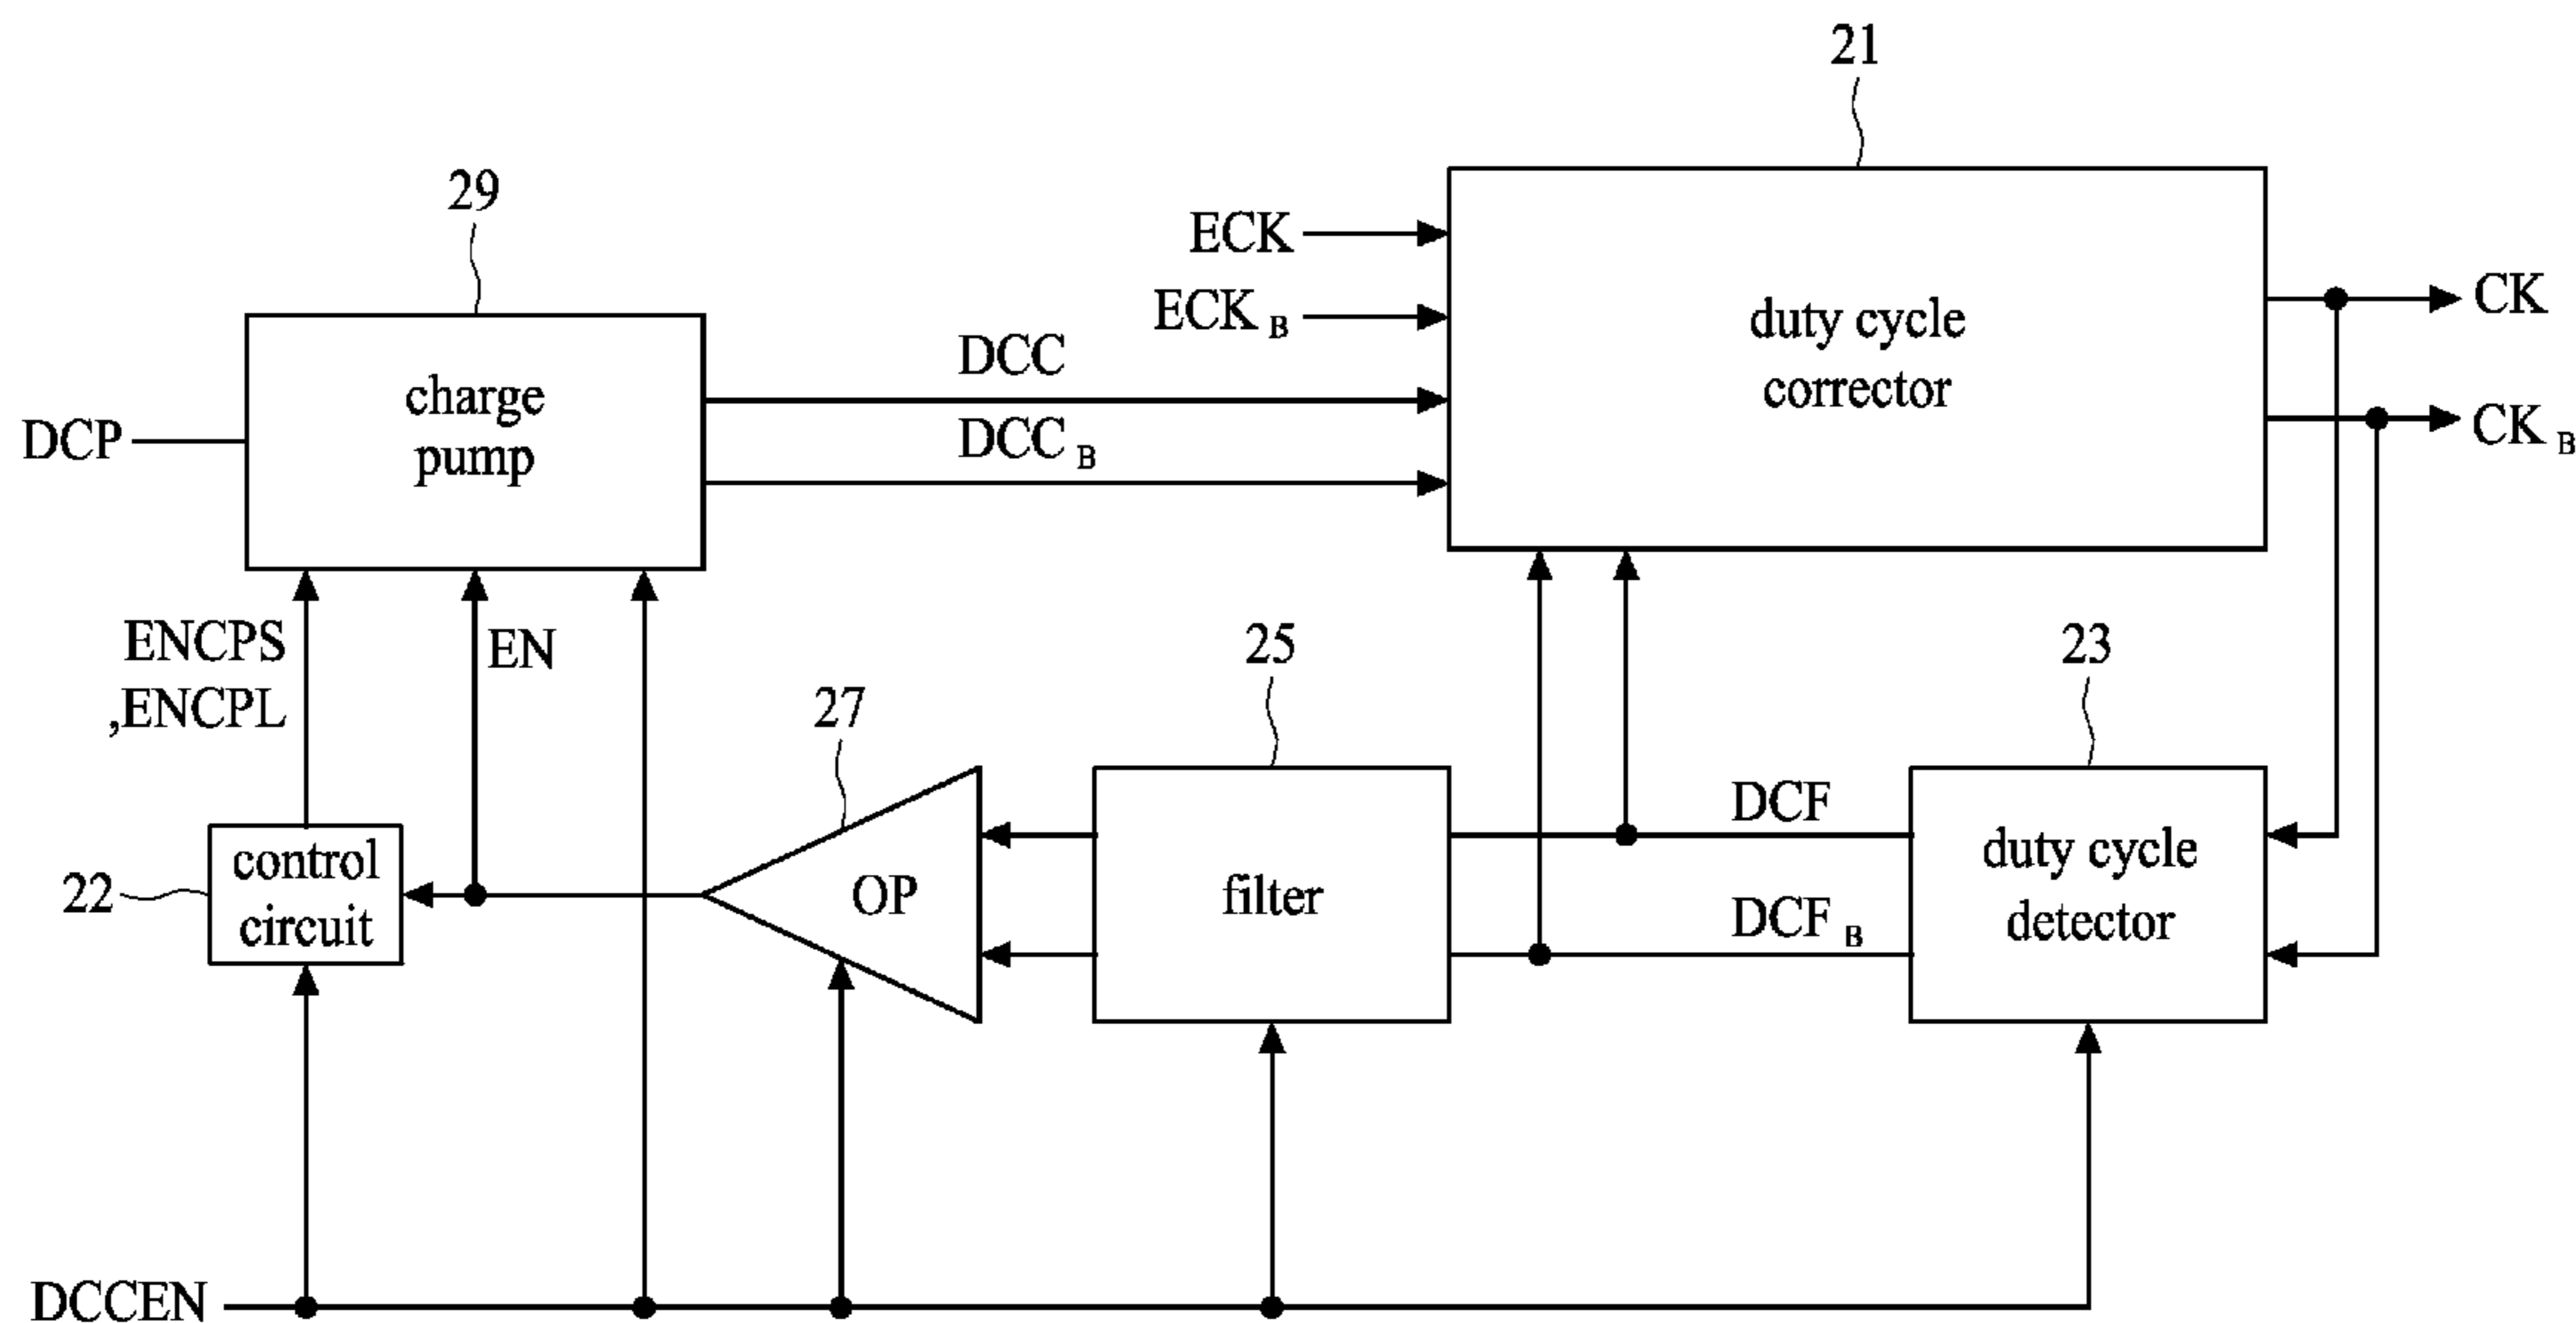 21
29
ECK
ECK B
CK
duty cycle
corrector
DCC
charge
pump
DCC B
CK B
DCP
ENCPS
EN
,ENCPL
25
23
27
DCF
control
circuit
22
OP
filter
duty cycle
detector
DCF B
DCCEN